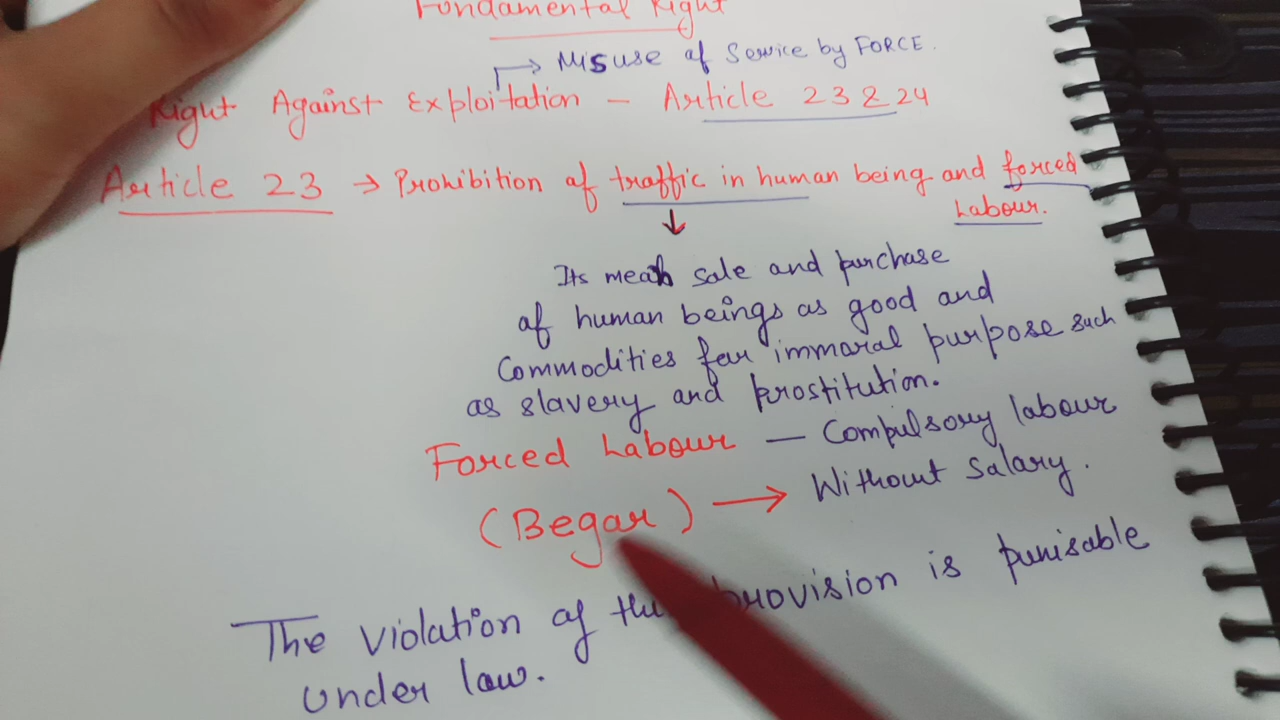 Fundamental Right
→ Misuse of Service by FORCE.
Right Against Exploitation – Article 23 & 24
Article 23 → Prohibition of traffic in human being and forced
Labour.
Its mean sale and purchase
of human beings as good and
Commodities for immoral purpose such
as slavery and prostitution.
Forced Labour — Compulsory labour
(Begar) → Without Salary.
The violation of provision is punisable
under law.